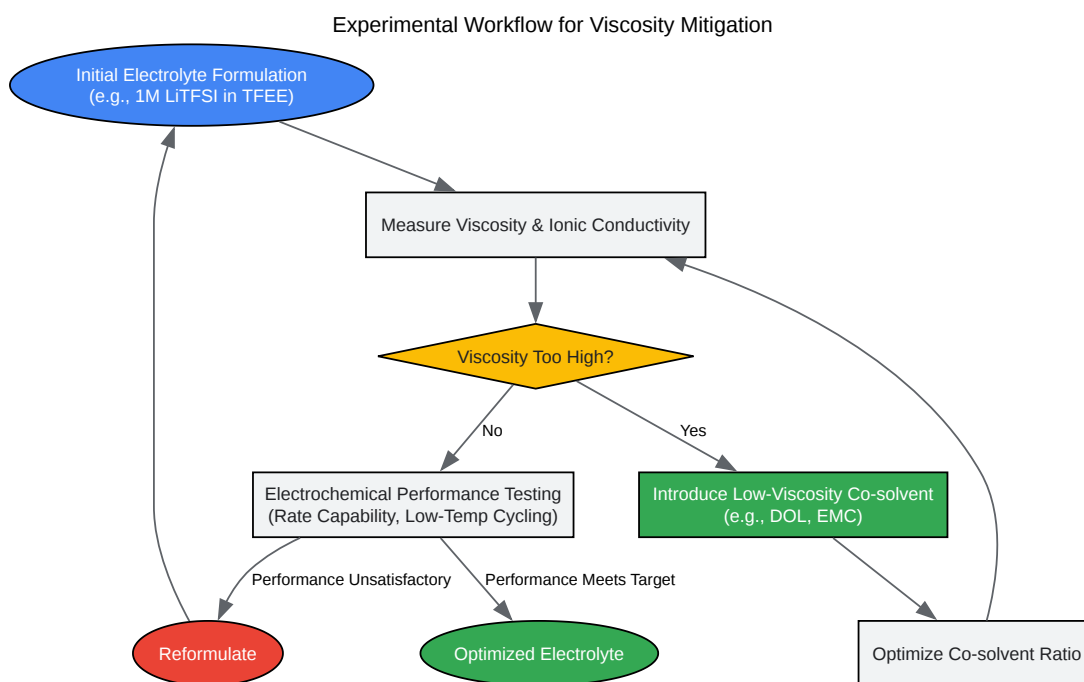 Experimental Workflow for Viscosity Mitigation
Initial Electrolyte Formulation
(e.g., 1M LiTFSI in TFEE)
Measure Viscosity & Ionic Conductivity
Viscosity Too High?
No
Yes
Electrochemical Performance Testing
(Rate Capability, Low-Temp Cycling)
Introduce Low-Viscosity Co-solvent
(e.g., DOL, EMC)
Performance Unsatisfactory
Performance Meets Target
Reformulate
Optimized Electrolyte
Optimize Co-solvent Ratio